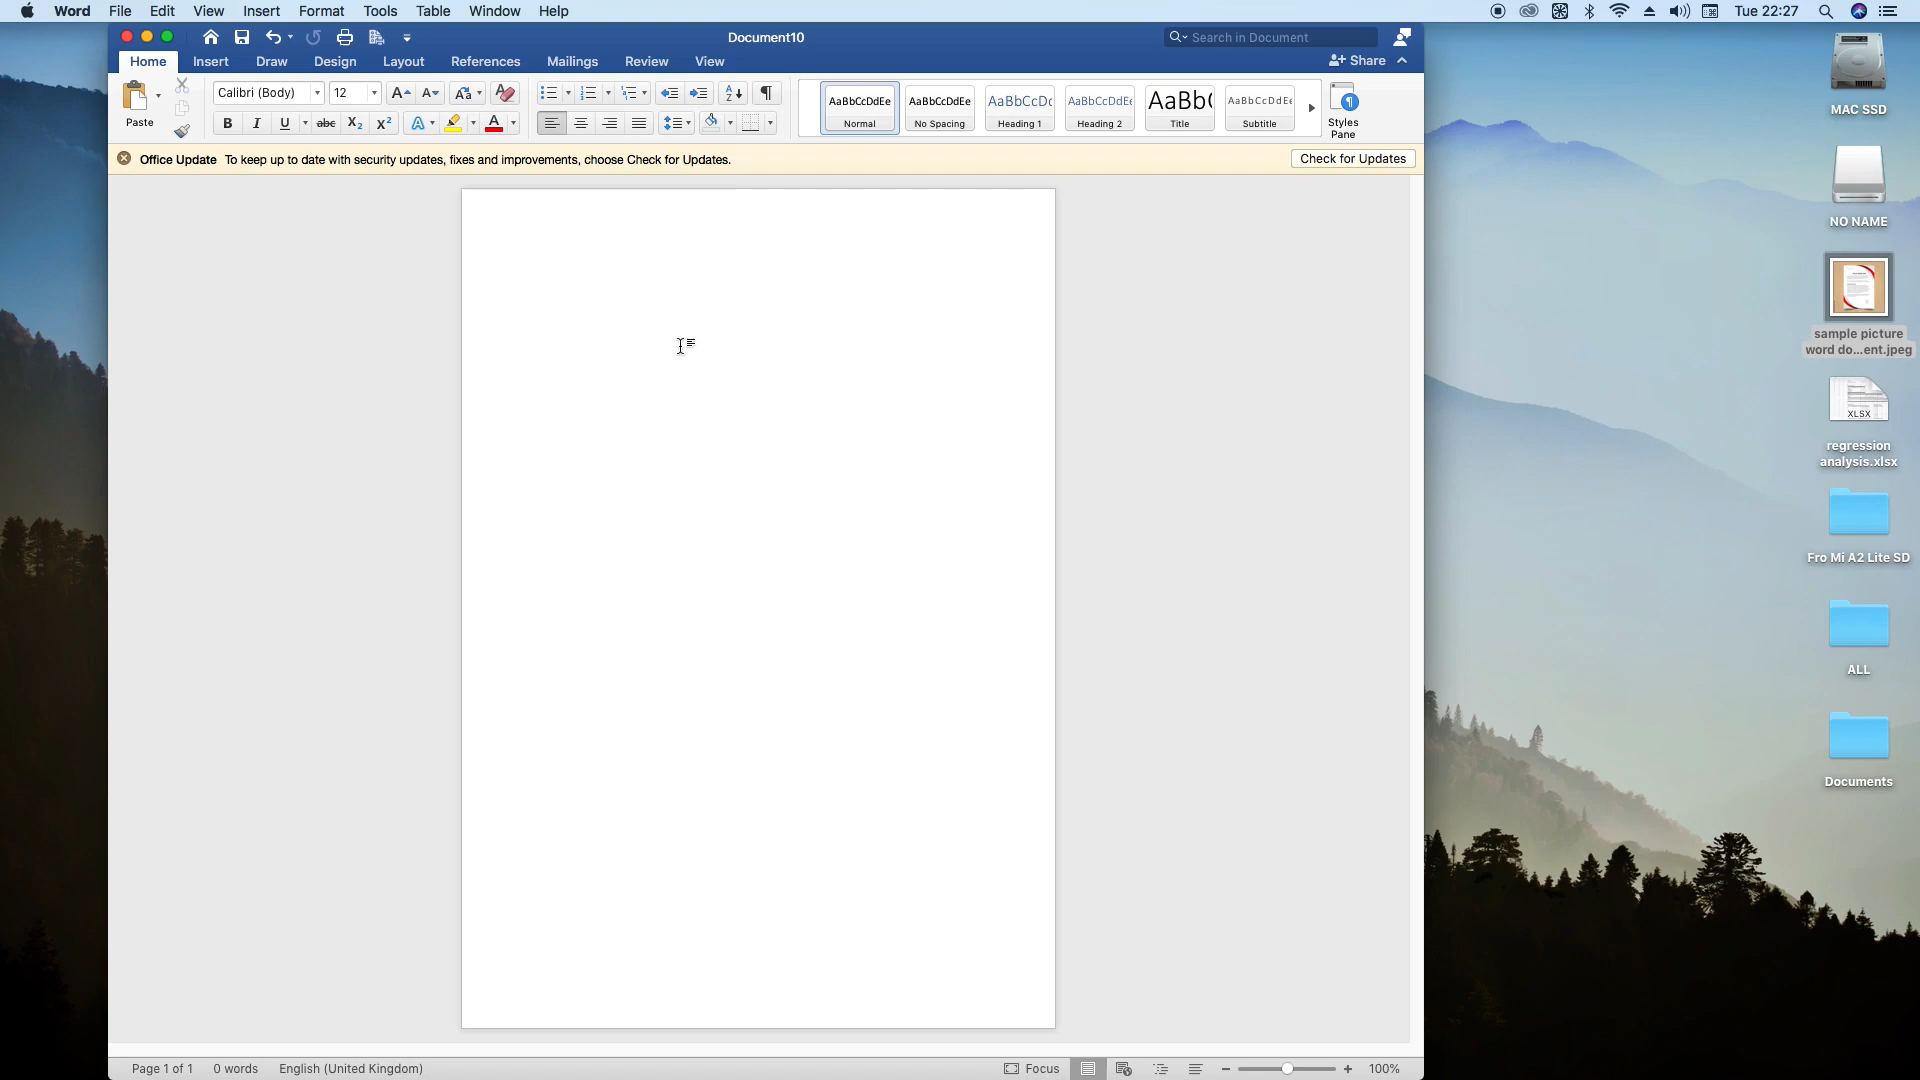 Word File Edit View Insert Format Tools Table Window Help
Tue 22:27
Document10
Search in Document
Home Insert Draw Design Layout References Mailings Review View
Share
Paste
Calibri (Body) 12
B I U abc X2 X2 A A
AaBbCcDdEe AaBbCcDdEe AaBbCcDc AaBbCcDdEe AaBb( AaBbCcDdEe
Normal No Spacing Heading 1 Heading 2 Title Subtitle
Styles
Pane
Office Update To keep up to date with security updates, fixes and improvements, choose Check for Updates.
Check for Updates
MAC SSD
NO NAME
sample picture
word do...ent.jpeg
XLSX
regression
analysis.xlsx
Fro Mi A2 Lite SD
ALL
Documents
Page 1 of 1 0 words English (United Kingdom)
Focus
100%